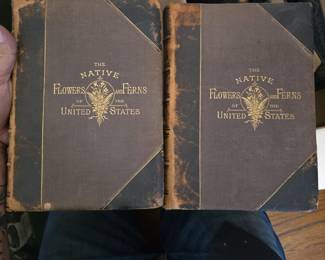 THE
NATIVE
FLOWERS AND FERNS
OF THE
UNITED STATES
THE
NATIVE
FLOWERS AND FERNS
OF THE
UNITED STATES